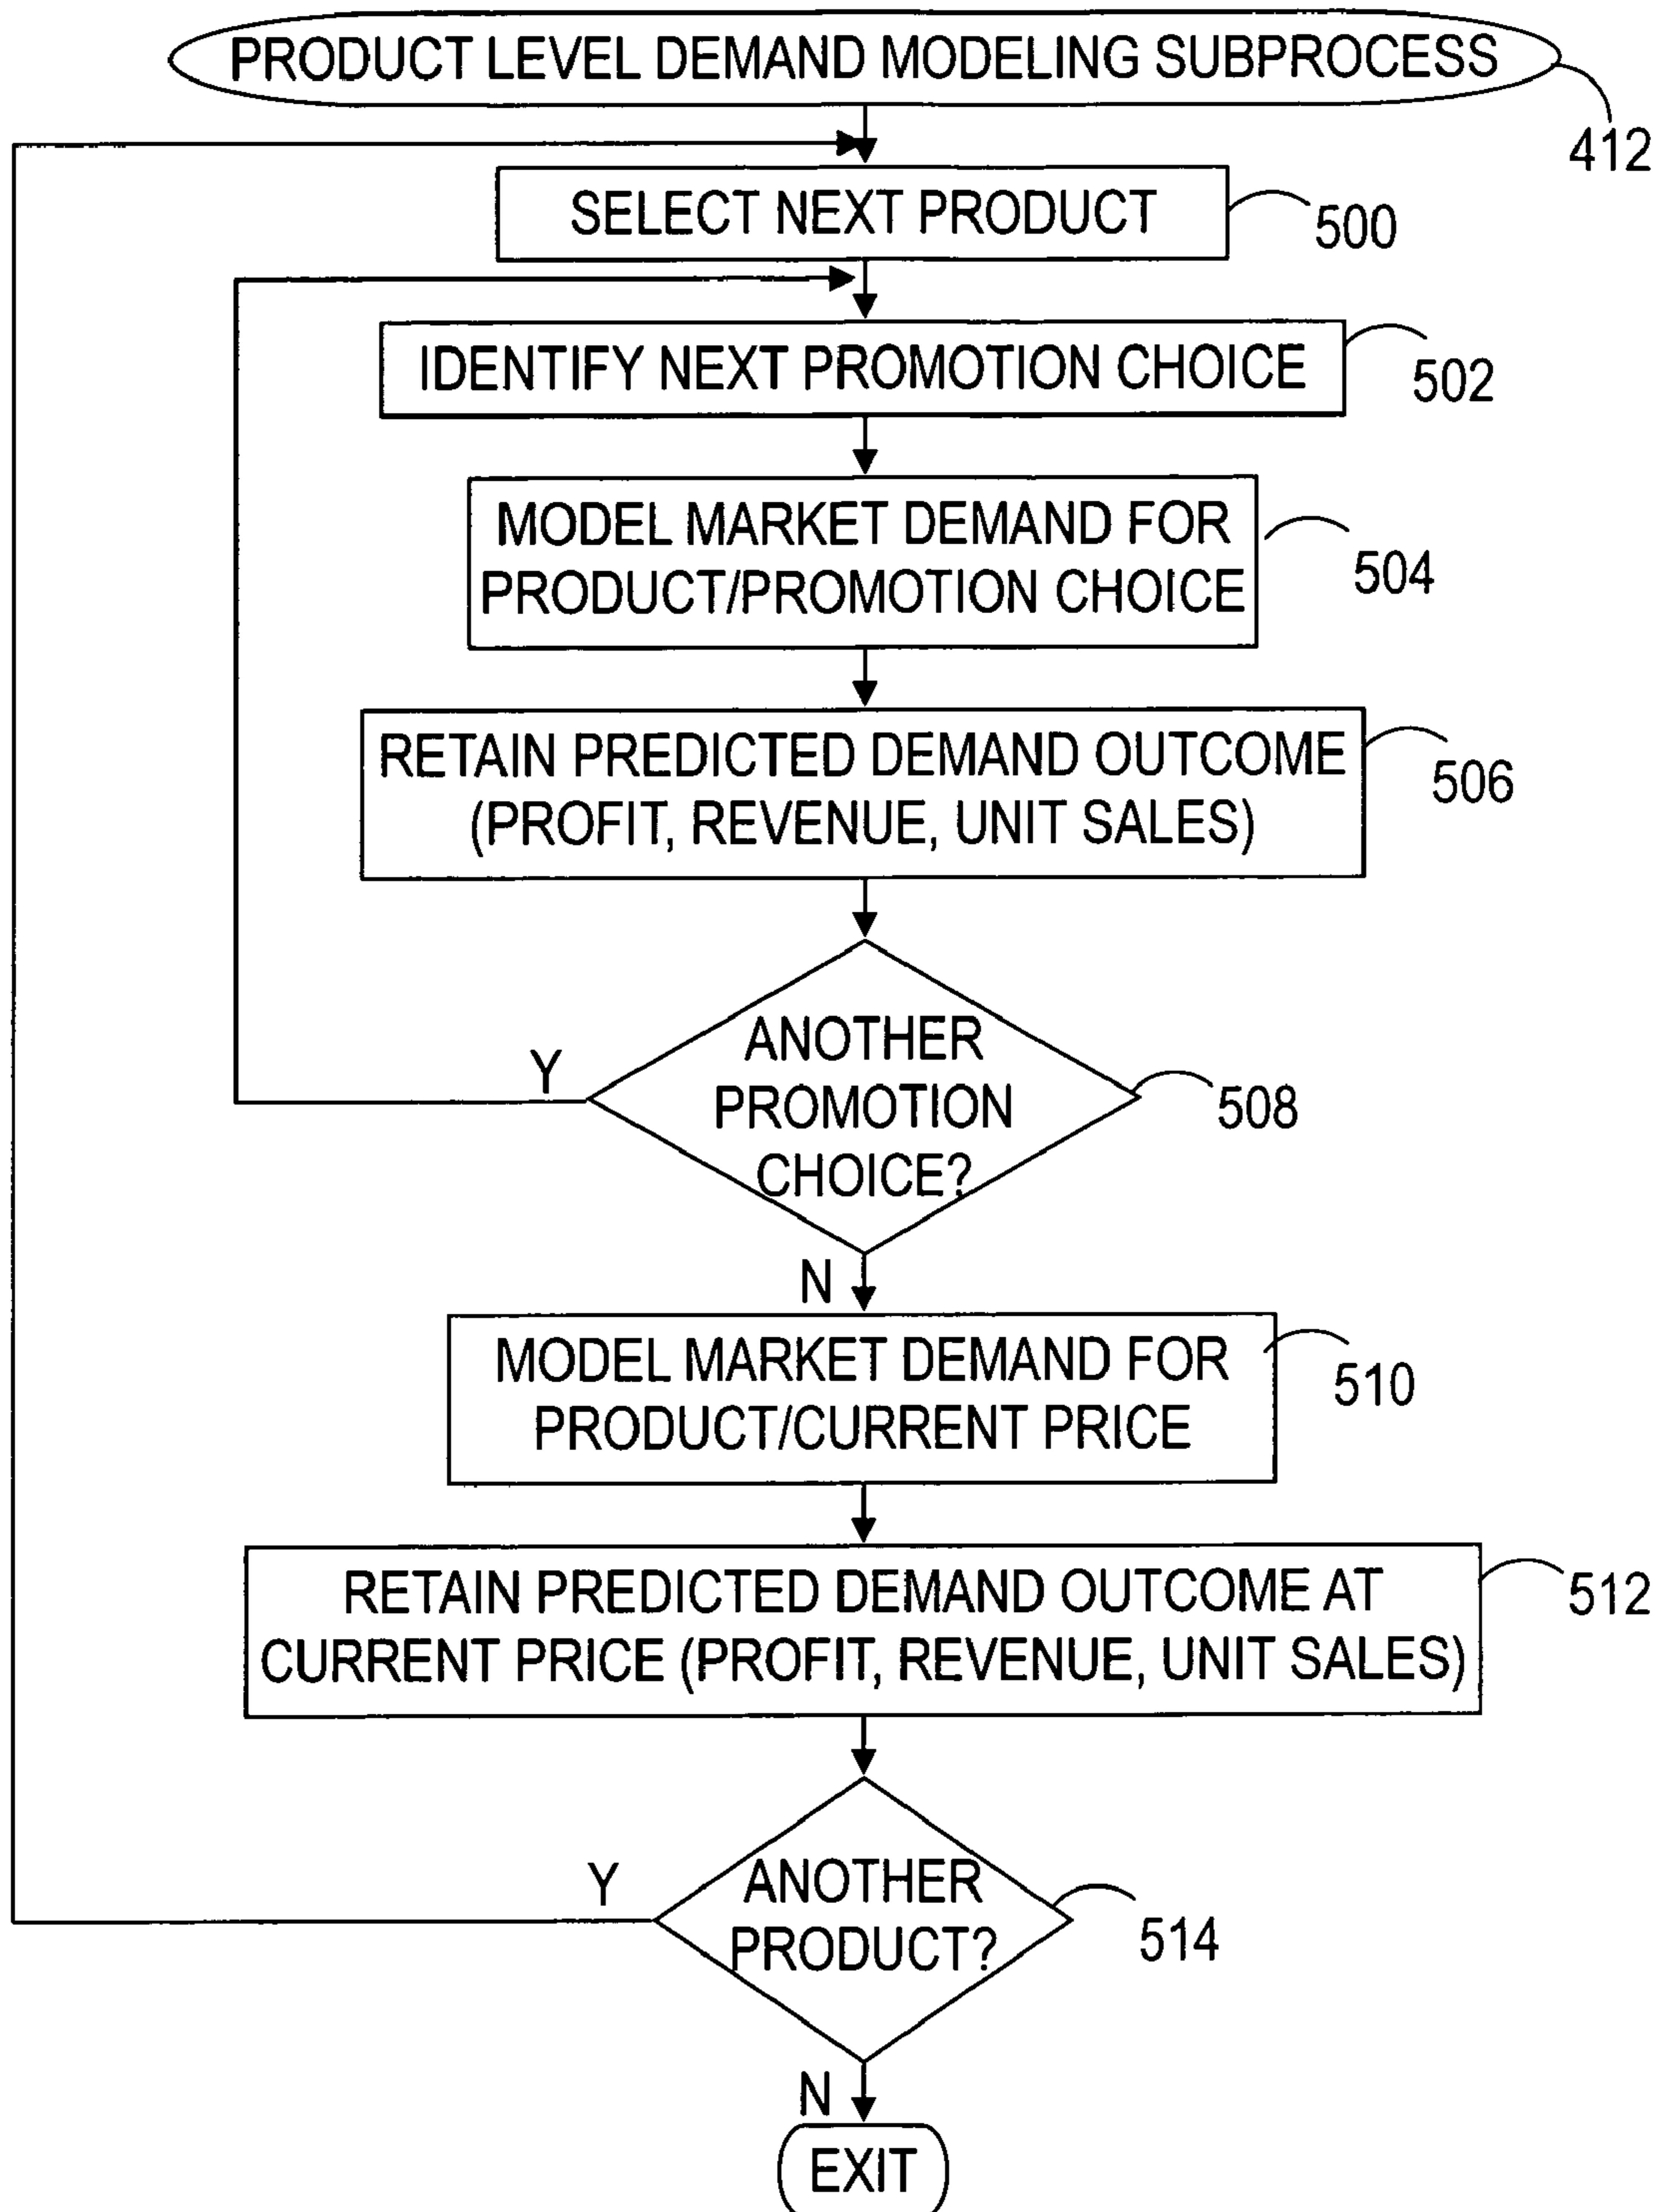 PRODUCT LEVEL DEMAND MODELING SUBPROCESS
412
SELECT NEXT PRODUCT
500
IDENTIFY NEXT PROMOTION CHOICE
502
MODEL MARKET DEMAND FOR
PRODUCT/PROMOTION CHOICE
504
RETAIN PREDICTED DEMAND OUTCOME
(PROFIT, REVENUE, UNIT SALES)
506
ANOTHER
PROMOTION
CHOICE?
Y
508
N
MODEL MARKET DEMAND FOR
PRODUCT/CURRENT PRICE
510
RETAIN PREDICTED DEMAND OUTCOME AT
CURRENT PRICE (PROFIT, REVENUE, UNIT SALES)
512
Y
ANOTHER
PRODUCT?
514
N
EXIT